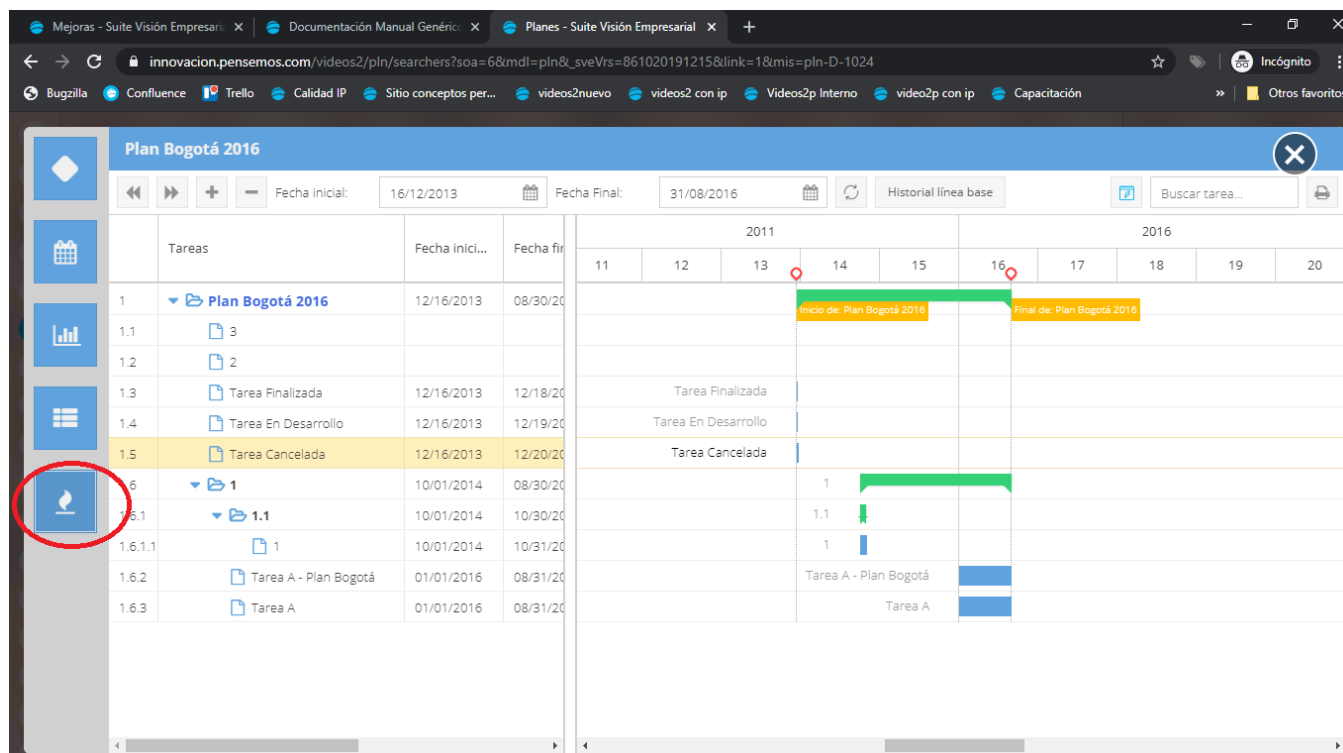 Mejoras - Suite Visión Empresari
Documentación Manual Genéric
Planes - Suite Visión Empresarial
innovacion.pensemos.com/videos2/pln/searchers?soa=6&mdl=pln&_sveVrs=861020191215&link=1&mis=pln-D-1024
Incógnito
Bugzilla Confluence Trello Calidad IP Sitio conceptos per... videos2nuevo videos2 con ip Videos2p Interno video2p con ip Capacitación » Otros favoritos
Plan Bogotá 2016
Fecha inicial: 16/12/2013 Fecha Final: 31/08/2016 Historial línea base Buscar tarea...
Tareas Fecha inici... Fecha fin
2011 2016
11 12 13 14 15 16 17 18 19 20
1 Plan Bogotá 2016 12/16/2013 08/30/20
Inicio de: Plan Bogotá 2016 Final de: Plan Bogotá 2016
1.1 3
1.2 2
1.3 Tarea Finalizada 12/16/2013 12/18/20 Tarea Finalizada
1.4 Tarea En Desarrollo 12/16/2013 12/19/20 Tarea En Desarrollo
1.5 Tarea Cancelada 12/16/2013 12/20/20 Tarea Cancelada
1.6 1 10/01/2014 08/30/20 1
1.6.1 1.1 10/01/2014 10/30/20 1.1
1.6.1.1 1 10/01/2014 10/31/20 1
1.6.2 Tarea A - Plan Bogotá 01/01/2016 08/31/20 Tarea A - Plan Bogotá
1.6.3 Tarea A 01/01/2016 08/31/20 Tarea A